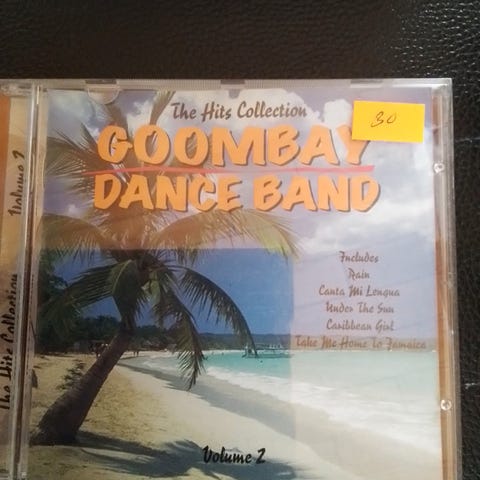 The Hits Collection
GOOMBAY
DANCE BAND
30
Includes
Rain
Canta Mi Lengua
Under The Sun
Caribbean Girl
Take Me Home To Jamaica
Volume 2
The Hits Collection
Volume 2